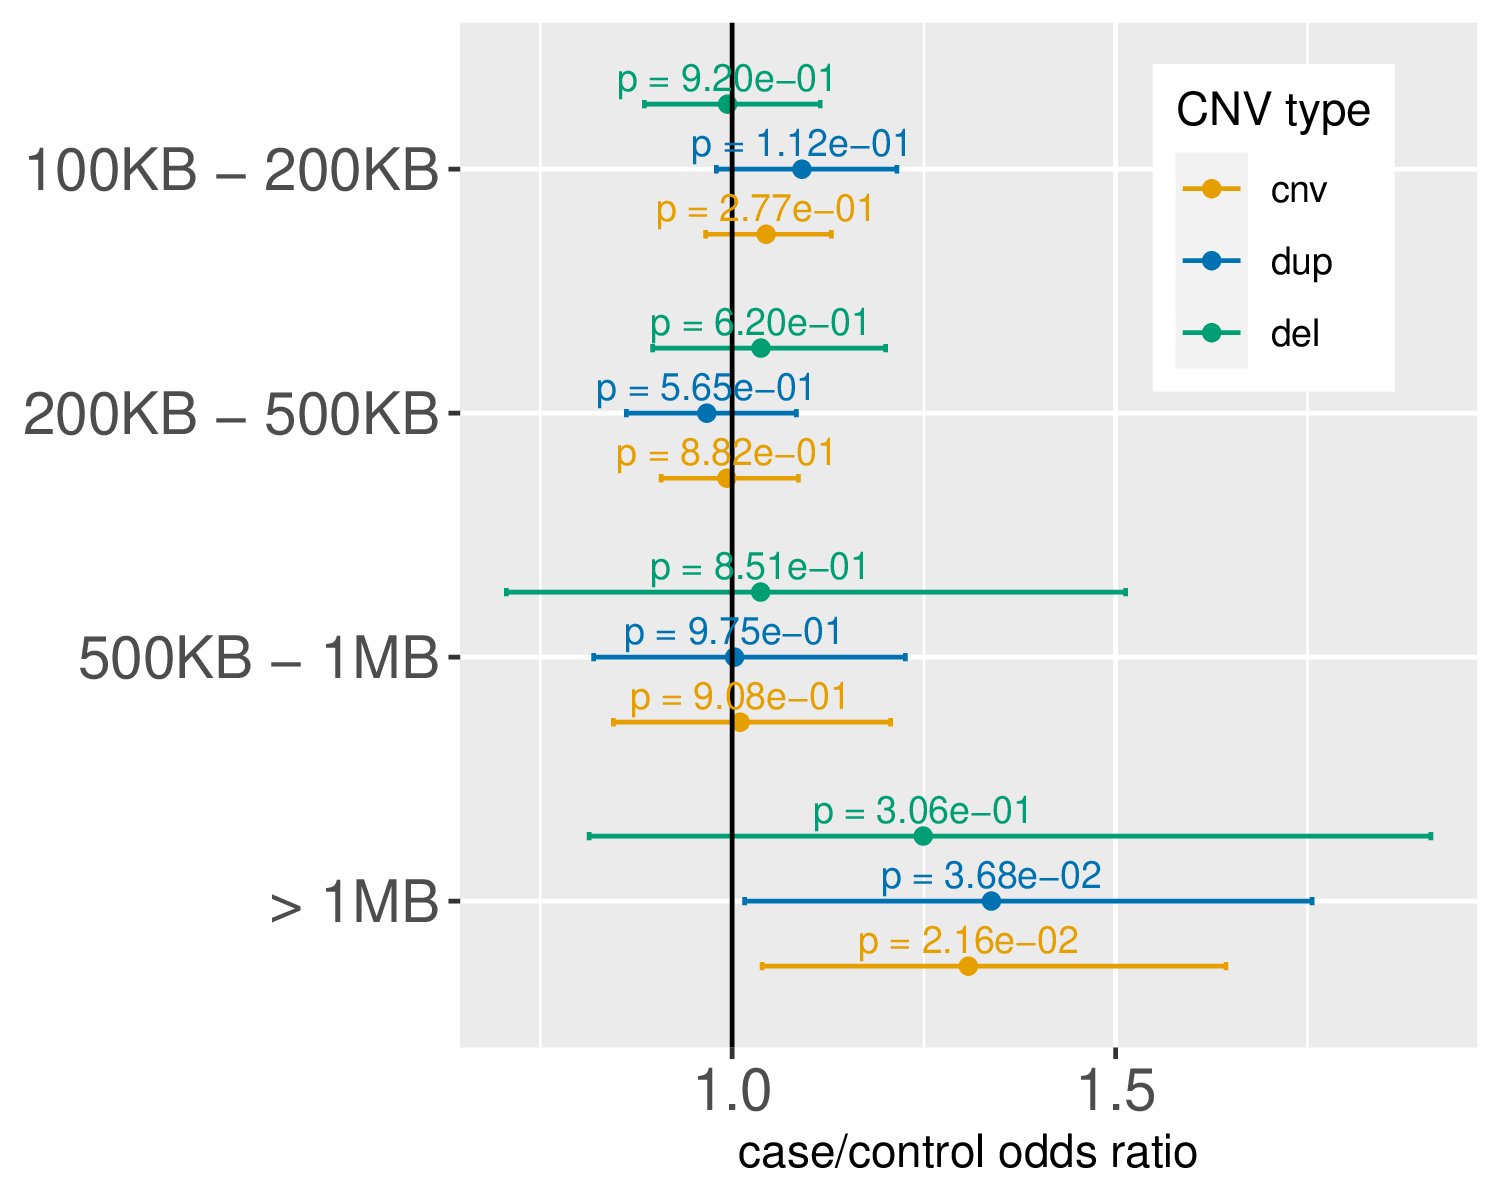 p = 9.20e−01
CNV type
p = 1.12e−01
100KB − 200KB
cnv
p = 2.77e−01
dup
p = 6.20e−01
del
p = 5.65e−01
200KB − 500KB
p = 8.82e−01
p = 8.51e−01
p = 9.75e−01
500KB − 1MB
p = 9.08e−01
p = 3.06e−01
p = 3.68e−02
> 1MB
p = 2.16e−02
1.0
1.5
case/control odds ratio